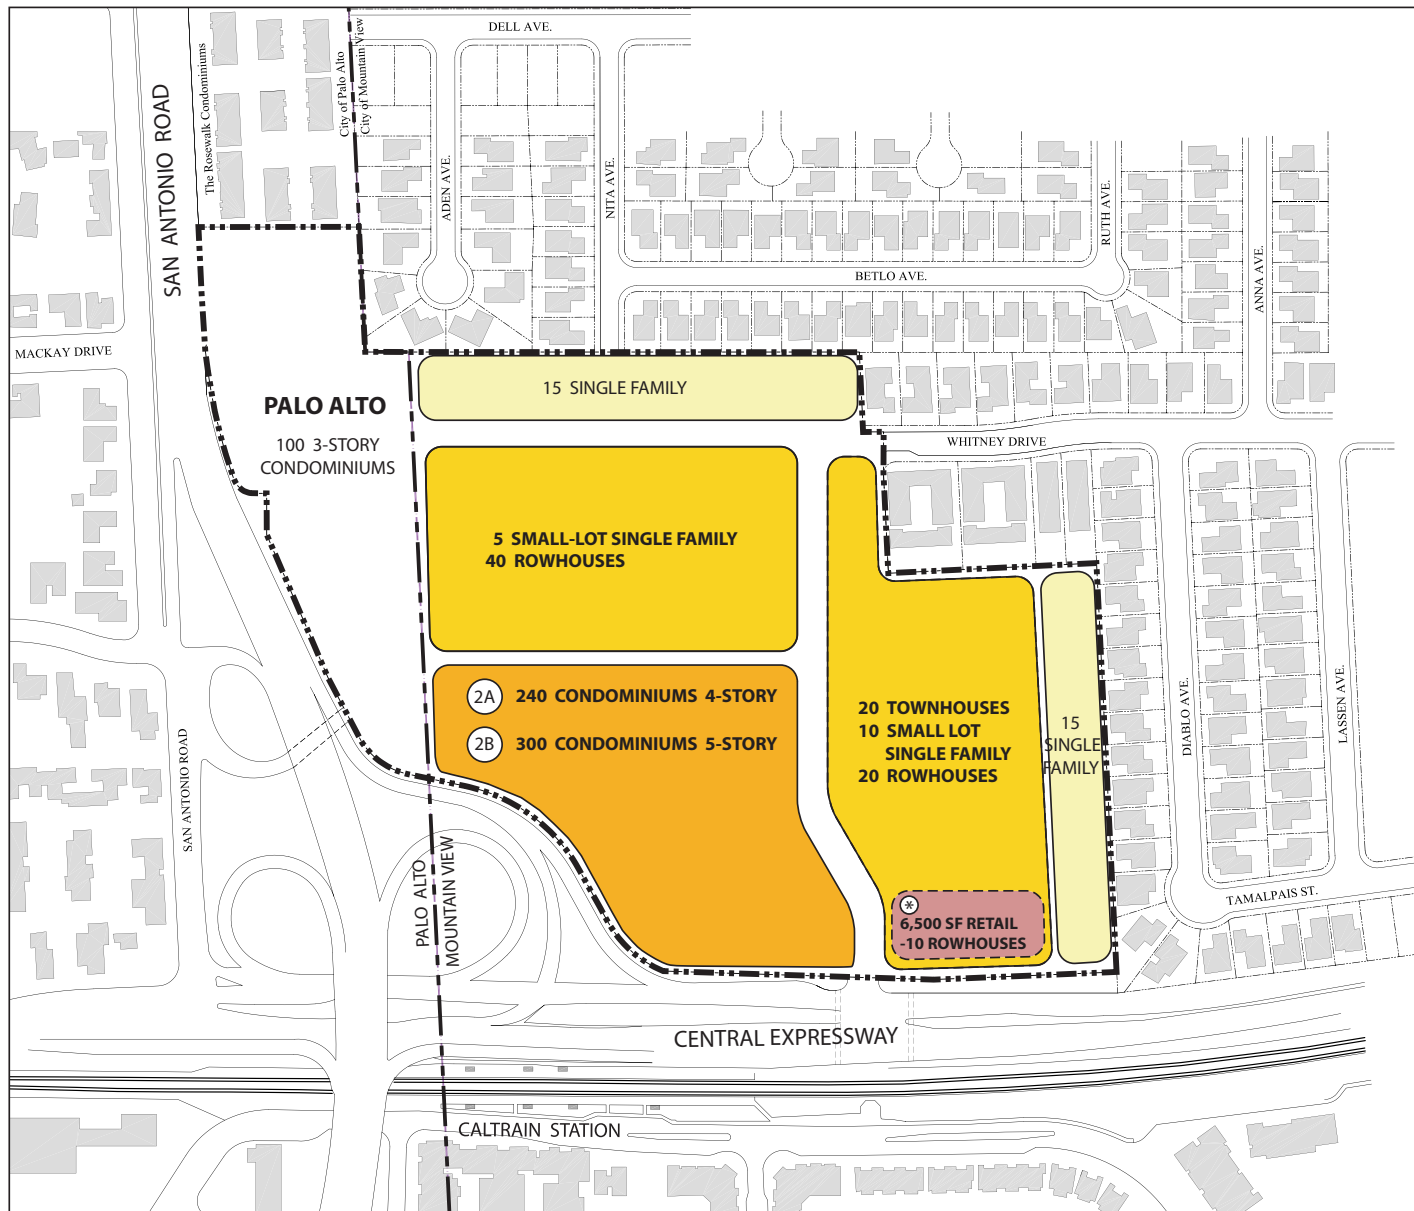 DELL AVE.
The Rosewalk Condominiums
City of Palo Alto
City of Mountain View
SAN ANTONIO ROAD
ADEN AVE.
NITA AVE.
RUTH AVE.
ANNA AVE.
BETLO AVE.
MACKAY DRIVE
15 SINGLE FAMILY
PALO ALTO
100 3-STORY
CONDOMINIUMS
WHITNEY DRIVE
5 SMALL-LOT SINGLE FAMILY
40 ROWHOUSES
2A 240 CONDOMINIUMS 4-STORY
2B 300 CONDOMINIUMS 5-STORY
20 TOWNHOUSES
10 SMALL LOT
SINGLE FAMILY
20 ROWHOUSES
15
SINGLE
FAMILY
DIABLO AVE.
LASSEN AVE.
SAN ANTONIO ROAD
PALO ALTO
MOUNTAIN VIEW
*
6,500 SF RETAIL
-10 ROWHOUSES
TAMALPAIS ST.
CENTRAL EXPRESSWAY
CALTRAIN STATION